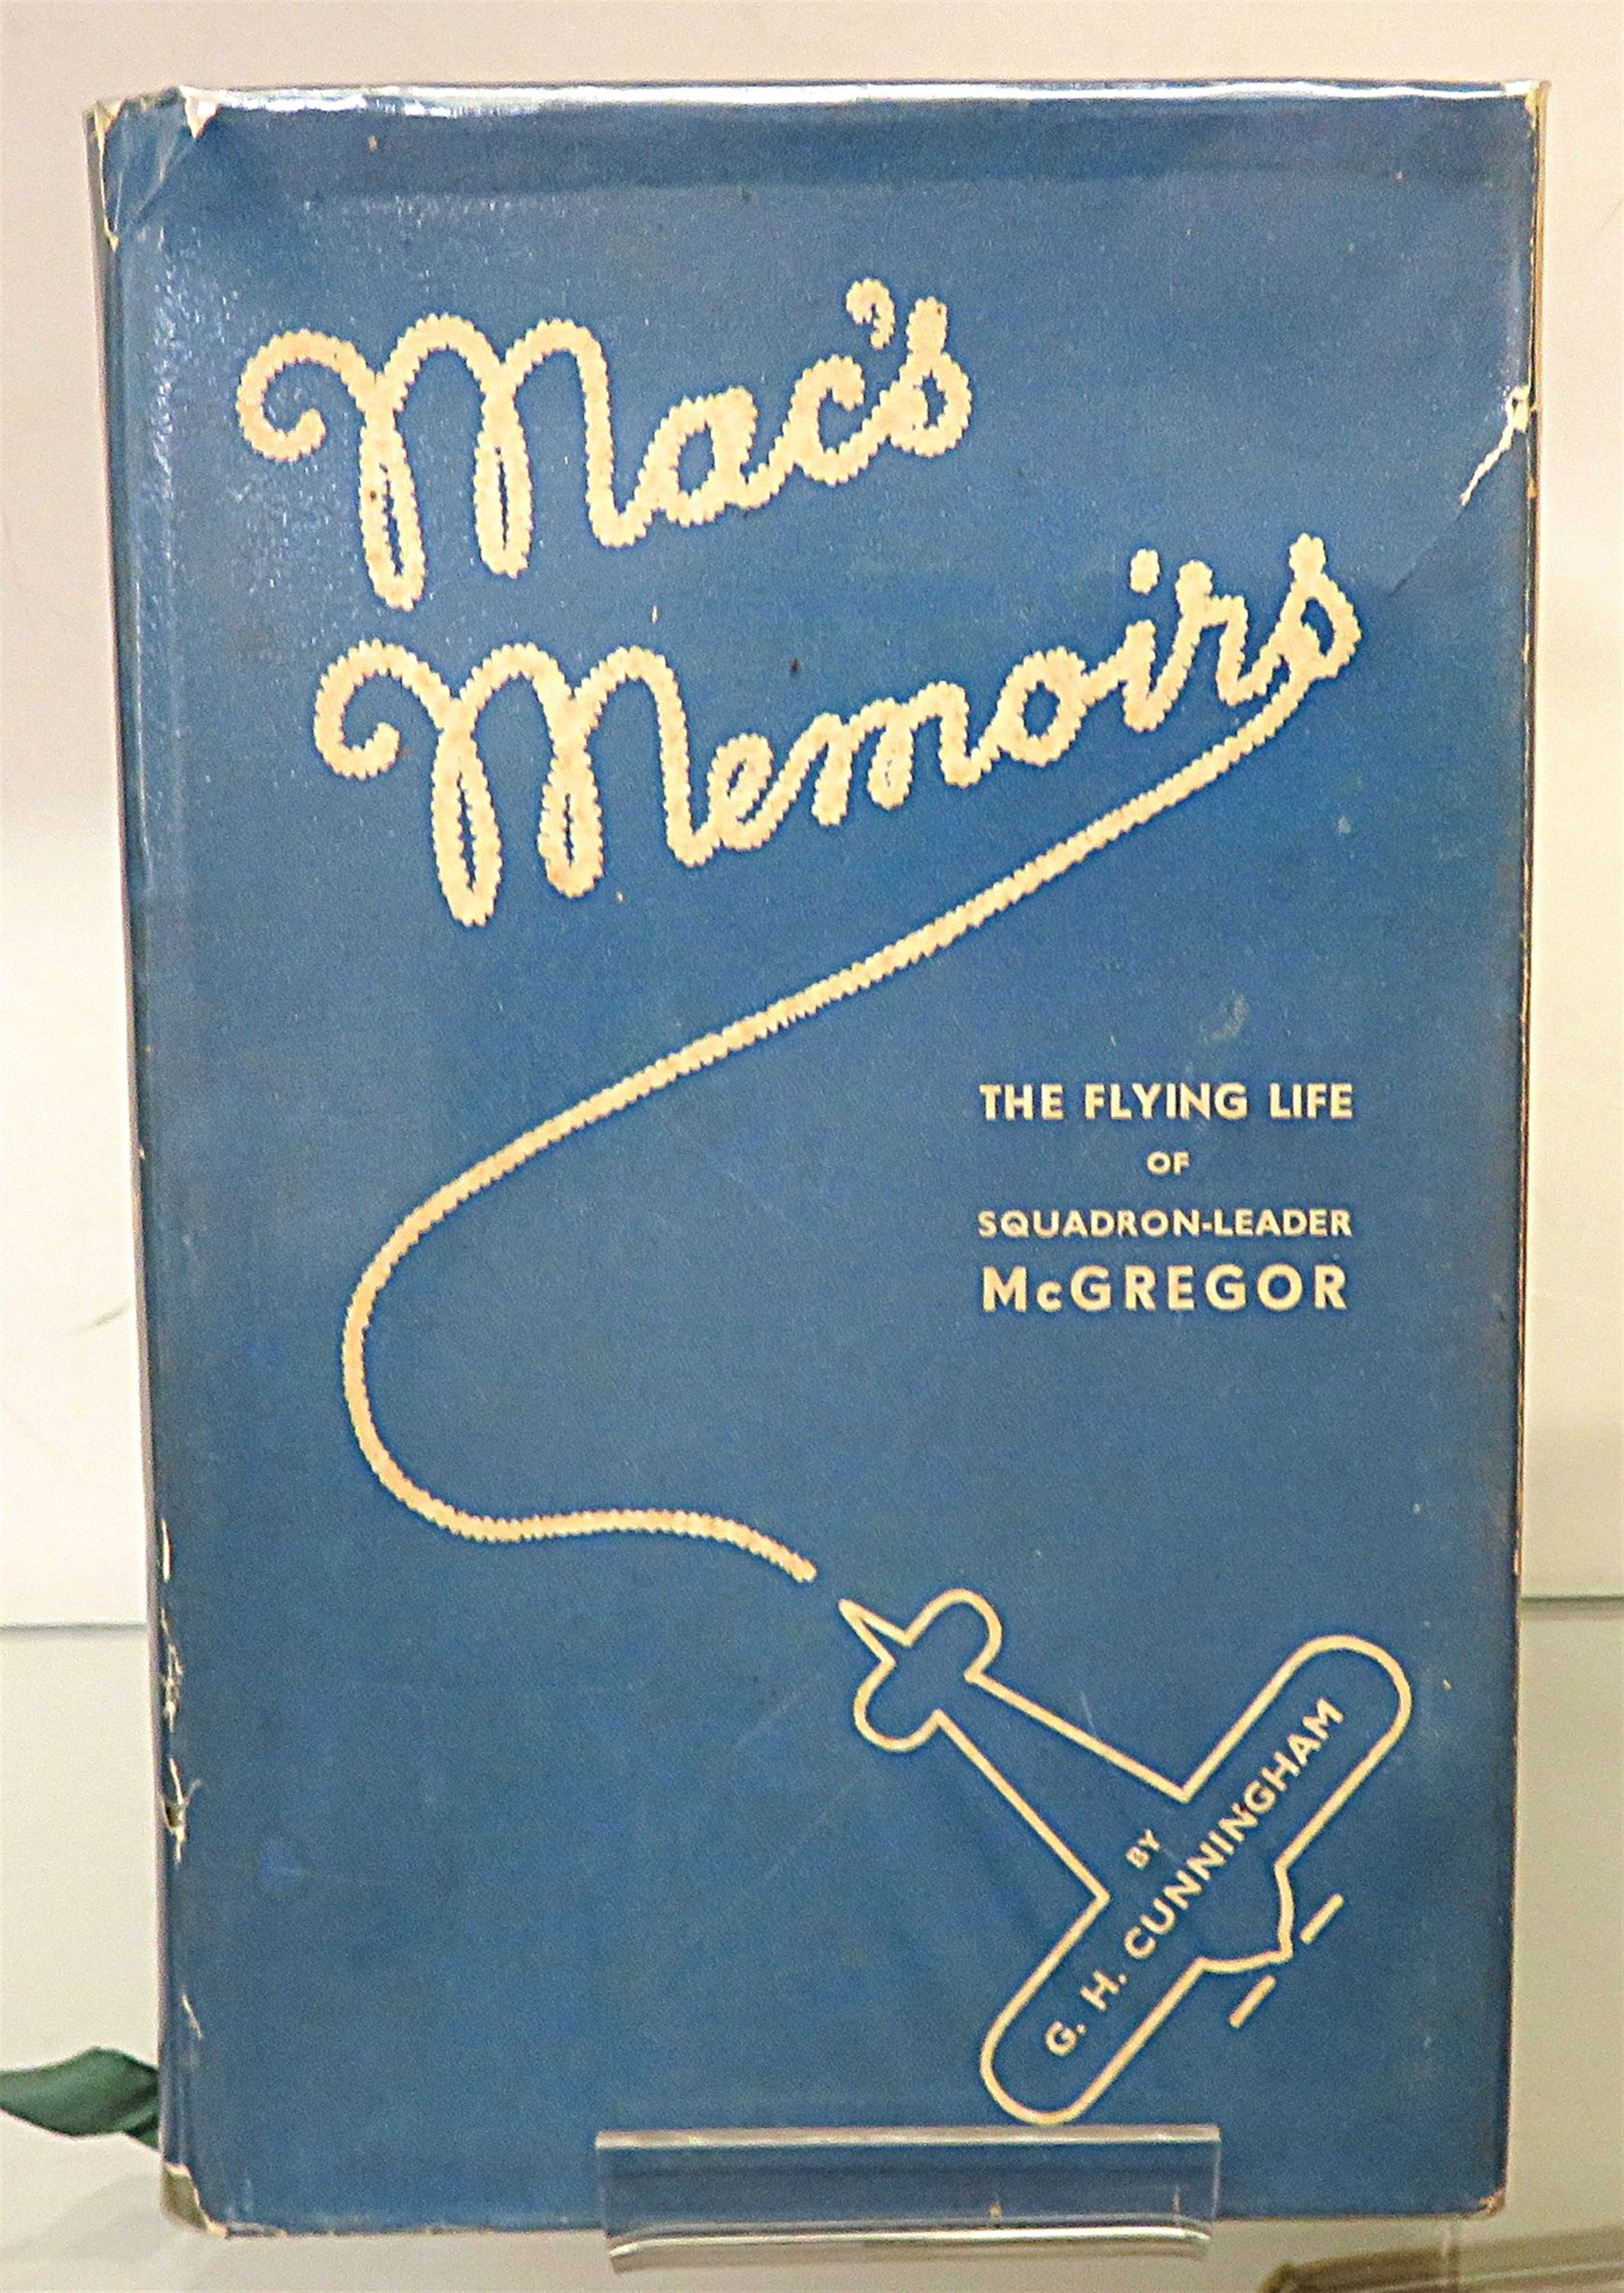 Mac's
Memoirs
THE FLYING LIFE
OF
SQUADRON-LEADER
McGREGOR
BY
G. H. CUNNINGHAM